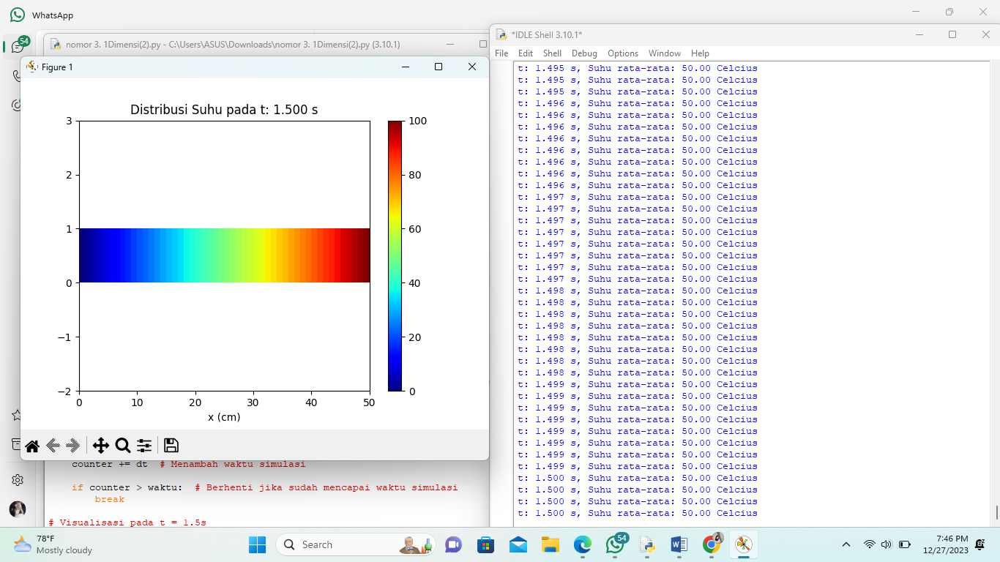 WhatsApp
54
nomor 3. 1Dimensi(2).py - C:\Users\ASUS\Downloads\nomor 3. 1Dimensi(2).py (3.10.1)
Figure 1
Distribusi Suhu pada t: 1.500 s
3
2
1
0
−1
−2
0
10
20
30
40
50
x (cm)
100
80
60
40
20
0
counter += dt  # Menambah waktu simulasi
if counter > waktu:  # Berhenti jika sudah mencapai waktu simulasi
break
# Visualisasi pada t = 1.5s
*IDLE Shell 3.10.1*
File Edit Shell Debug Options Window Help
t: 1.495 s, Suhu rata-rata: 50.00 Celcius
t: 1.495 s, Suhu rata-rata: 50.00 Celcius
t: 1.495 s, Suhu rata-rata: 50.00 Celcius
t: 1.496 s, Suhu rata-rata: 50.00 Celcius
t: 1.496 s, Suhu rata-rata: 50.00 Celcius
t: 1.496 s, Suhu rata-rata: 50.00 Celcius
t: 1.496 s, Suhu rata-rata: 50.00 Celcius
t: 1.496 s, Suhu rata-rata: 50.00 Celcius
t: 1.496 s, Suhu rata-rata: 50.00 Celcius
t: 1.496 s, Suhu rata-rata: 50.00 Celcius
t: 1.496 s, Suhu rata-rata: 50.00 Celcius
t: 1.497 s, Suhu rata-rata: 50.00 Celcius
t: 1.497 s, Suhu rata-rata: 50.00 Celcius
t: 1.497 s, Suhu rata-rata: 50.00 Celcius
t: 1.497 s, Suhu rata-rata: 50.00 Celcius
t: 1.497 s, Suhu rata-rata: 50.00 Celcius
t: 1.497 s, Suhu rata-rata: 50.00 Celcius
t: 1.497 s, Suhu rata-rata: 50.00 Celcius
t: 1.497 s, Suhu rata-rata: 50.00 Celcius
t: 1.498 s, Suhu rata-rata: 50.00 Celcius
t: 1.498 s, Suhu rata-rata: 50.00 Celcius
t: 1.498 s, Suhu rata-rata: 50.00 Celcius
t: 1.498 s, Suhu rata-rata: 50.00 Celcius
t: 1.498 s, Suhu rata-rata: 50.00 Celcius
t: 1.498 s, Suhu rata-rata: 50.00 Celcius
t: 1.498 s, Suhu rata-rata: 50.00 Celcius
t: 1.498 s, Suhu rata-rata: 50.00 Celcius
t: 1.499 s, Suhu rata-rata: 50.00 Celcius
t: 1.499 s, Suhu rata-rata: 50.00 Celcius
t: 1.499 s, Suhu rata-rata: 50.00 Celcius
t: 1.499 s, Suhu rata-rata: 50.00 Celcius
t: 1.499 s, Suhu rata-rata: 50.00 Celcius
t: 1.499 s, Suhu rata-rata: 50.00 Celcius
t: 1.499 s, Suhu rata-rata: 50.00 Celcius
t: 1.499 s, Suhu rata-rata: 50.00 Celcius
t: 1.500 s, Suhu rata-rata: 50.00 Celcius
t: 1.500 s, Suhu rata-rata: 50.00 Celcius
t: 1.500 s, Suhu rata-rata: 50.00 Celcius
t: 1.500 s, Suhu rata-rata: 50.00 Celcius
78°F
Mostly cloudy
Search
54
7:46 PM
12/27/2023